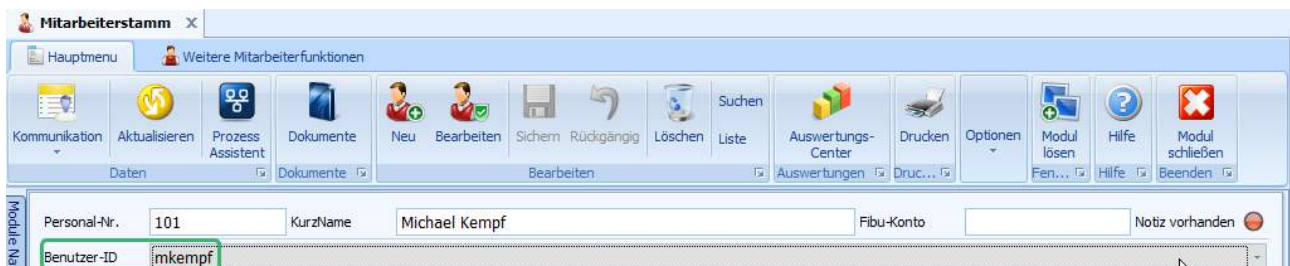 Mitarbeiterstamm X
Hauptmenu Weitere Mitarbeiterfunktionen
Kommunikation Aktualisieren Prozess Assistent Dokumente Neu Bearbeiten Sichern Rückgängig Löschen Suchen Liste Auswertungs-Center Drucken Optionen Modul lösen Hilfe Modul schließen
Daten Dokumente Bearbeiten Auswertungen Druc... Fen... Hilfe Beenden
Personal-Nr. 101 KurzName Michael Kempf Fibu-Konto Notiz vorhanden
Benutzer-ID mkempf
Module Na